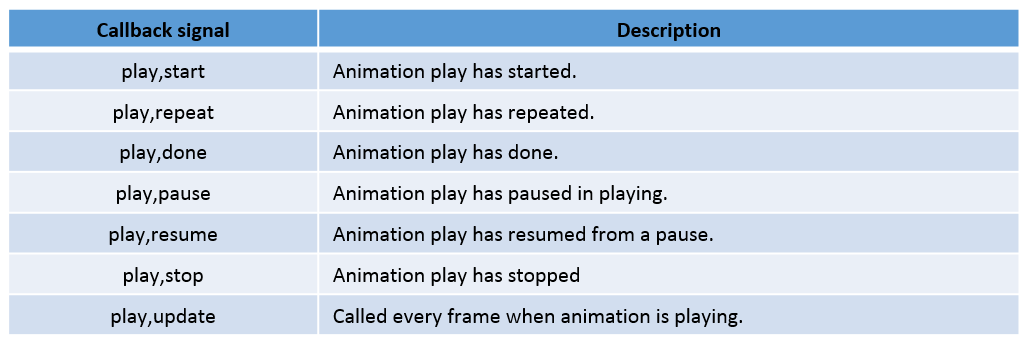 Callback signal Description
play,start Animation play has started.
play,repeat Animation play has repeated.
play,done Animation play has done.
play,pause Animation play has paused in playing.
play,resume Animation play has resumed from a pause.
play,stop Animation play has stopped
play,update Called every frame when animation is playing.